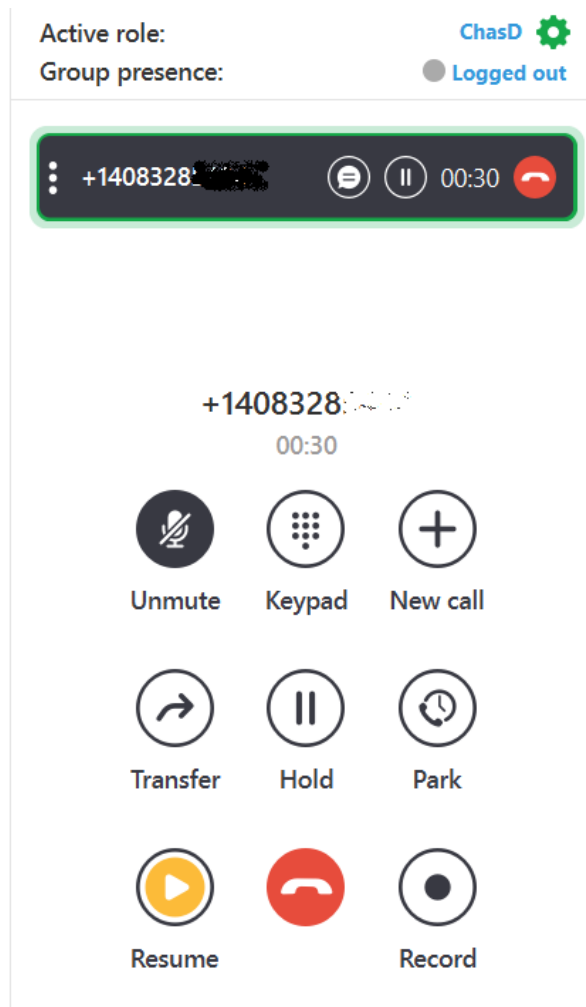 Active role: ChasD
Group presence: Logged out
+1408328 00:30
+1408328
00:30
Unmute Keypad New call
Transfer Hold Park
Resume Record